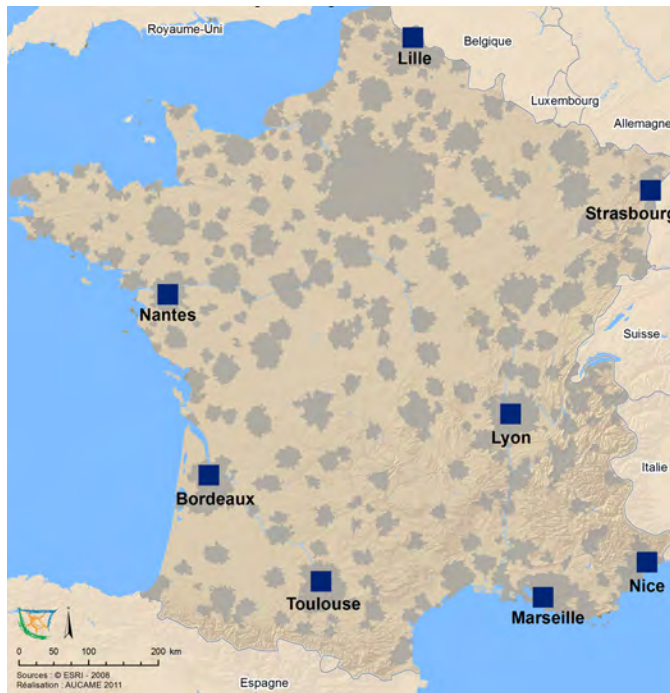 Royaume-Uni
Belgique
Lille
Luxembourg
Allemagne
Strasbourg
Nantes
Suisse
Lyon
Italie
Bordeaux
Nice
Toulouse
Marseille
0 50 100 200 km
Sources : © ESRI - 2008
Réalisation : AUCAME 2011
Espagne